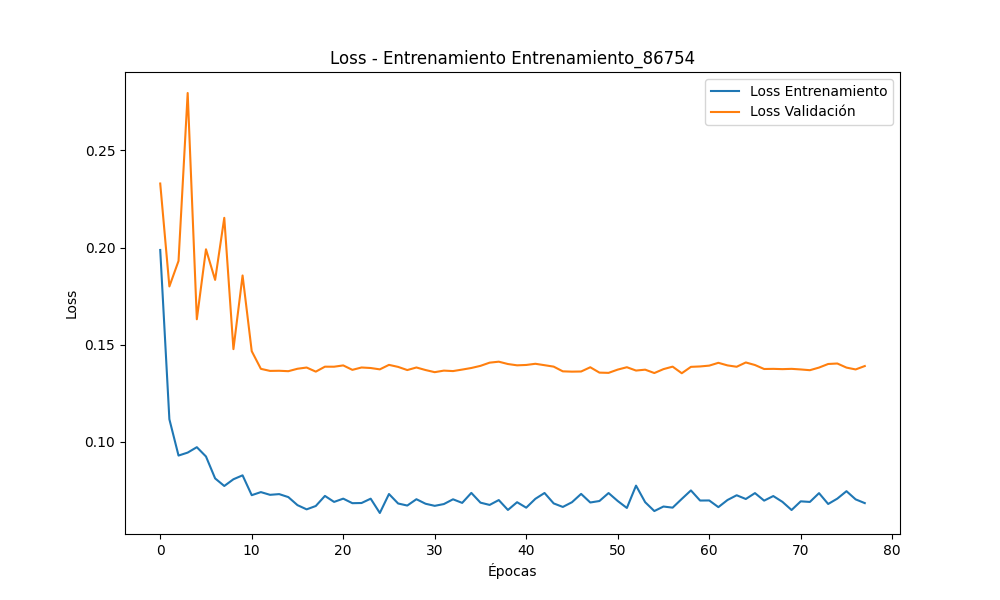 Loss - Entrenamiento Entrenamiento_86754
Loss Entrenamiento
Loss Validación
0.25
0.20
0.15
0.10
Loss
0 10 20 30 40 50 60 70 80
Épocas